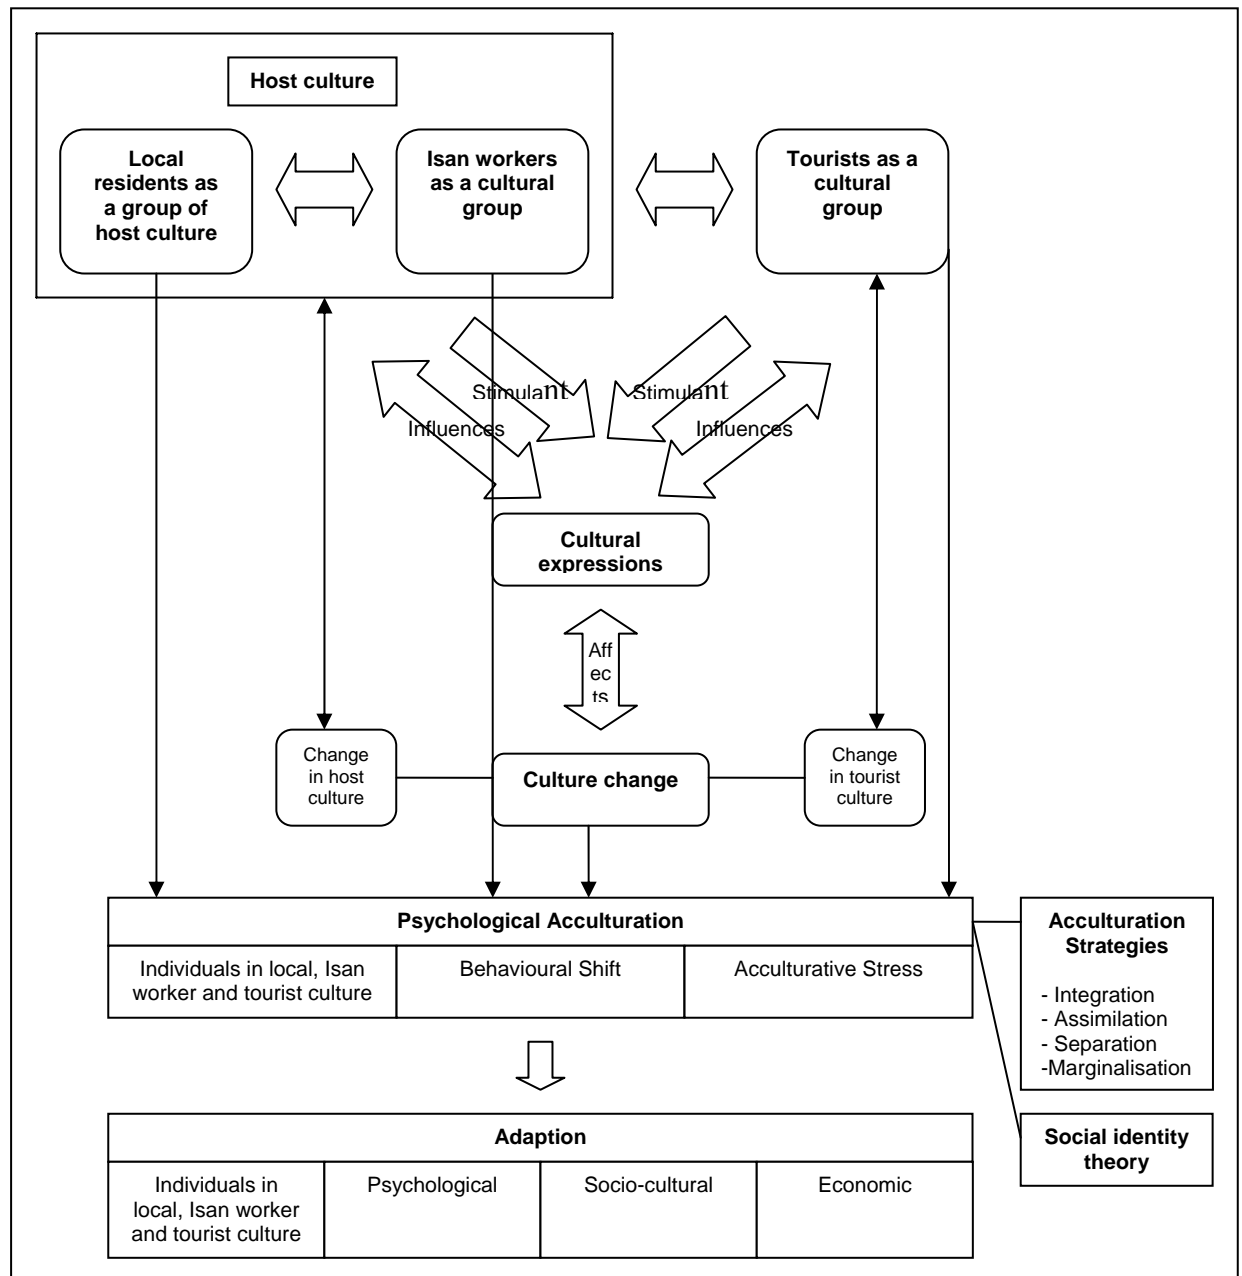 Host culture
Local
residents as
a group of
host culture
Isan workers
as a cultural
group
Tourists as a
cultural
group
Stimulant
Stimulant
Influences
Influences
Cultural
expressions
Aff
ec
ts
Change
in host
culture
Culture change
Change
in tourist
culture
Psychological Acculturation
Individuals in local, Isan
worker and tourist culture
Behavioural Shift
Acculturative Stress
Acculturation
Strategies
- Integration
- Assimilation
- Separation
-Marginalisation
Adaption
Individuals in
local, Isan worker
and tourist culture
Psychological
Socio-cultural
Economic
Social identity
theory